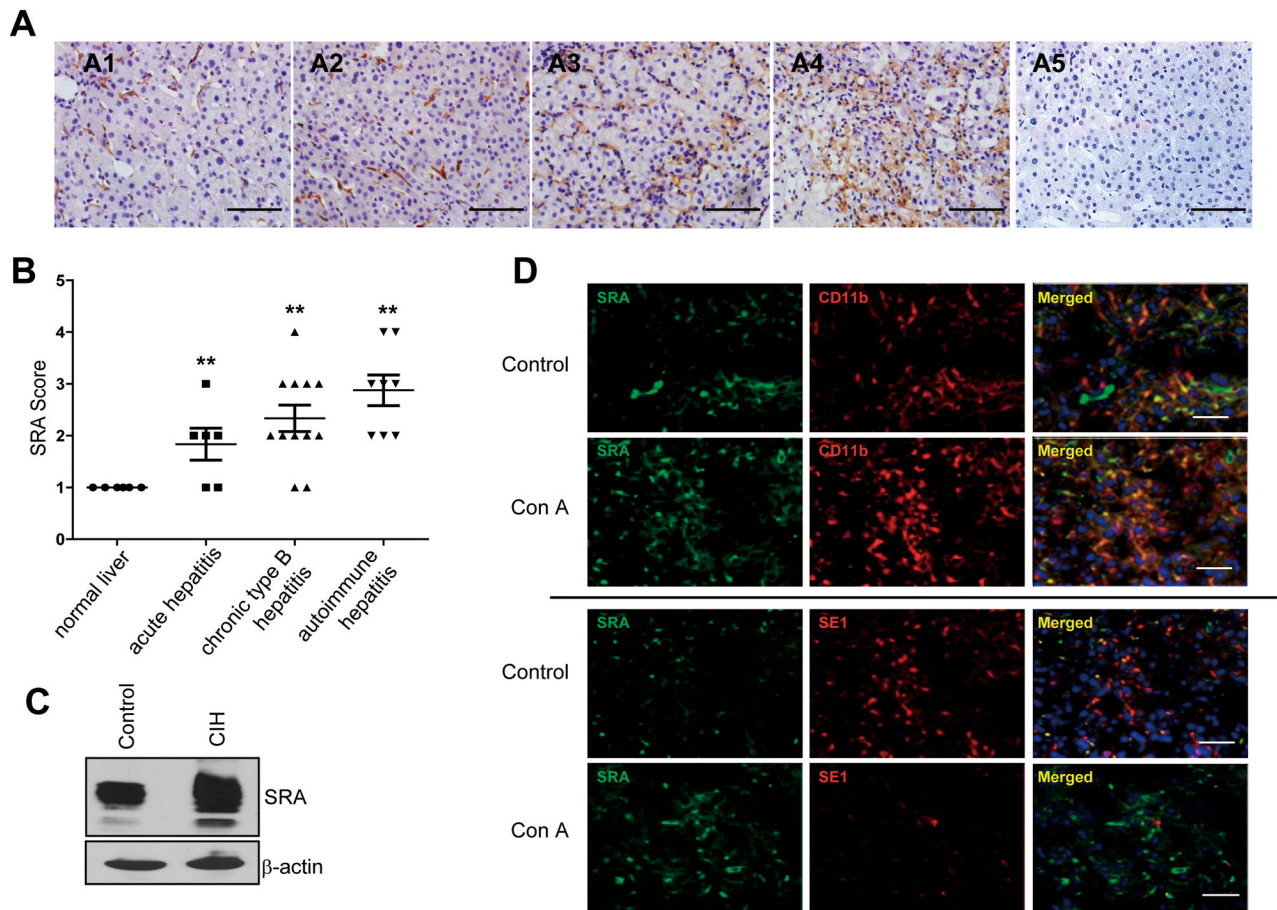 A
A1
A2
A3
A4
A5
B
SRA Score
5
4
3
2
1
0
**
**
**
normal liver
acute hepatitis
chronic type B
hepatitis
autoimmune
hepatitis
C
Control
CIH
SRA
β-actin
D
SRA
CD11b
Merged
Control
SRA
CD11b
Merged
Con A
SRA
SE1
Merged
Control
SRA
SE1
Merged
Con A